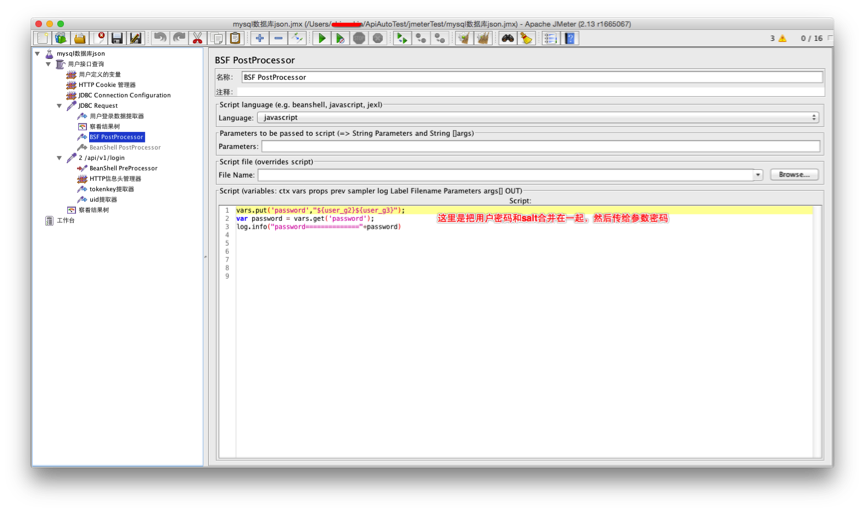 mysql数据库json.jmx (/Users/ /ApiAutoTest/jmeterTest/mysql数据库json.jmx) - Apache JMeter (2.13 r1665067)
3 0 / 16
mysql数据库json
用户接口查询
用户定义的变量
HTTP Cookie 管理器
JDBC Connection Configuration
JDBC Request
用户登录数据提取器
察看结果树
BSF PostProcessor
BeanShell PostProcessor
2 /api/v1/login
BeanShell PreProcessor
HTTP信息头管理器
tokenkey提取器
uid提取器
察看结果树
工作台
BSF PostProcessor
名称: BSF PostProcessor
注释:
Script language (e.g. beanshell, javascript, jexl)
Language: javascript
Parameters to be passed to script (=> String Parameters and String []args)
Parameters:
Script file (overrides script)
File Name: Browse...
Script (variables: ctx vars props prev sampler log Label Filename Parameters args[] OUT)
Script:
1 vars.put('password',"${user_g2}${user_g3}");
2 var password = vars.get('password'); 这里是把用户密码和salt合并在一起，然后传给参数密码
3 log.info("password=============="+password)
4
5
6
7
8
9